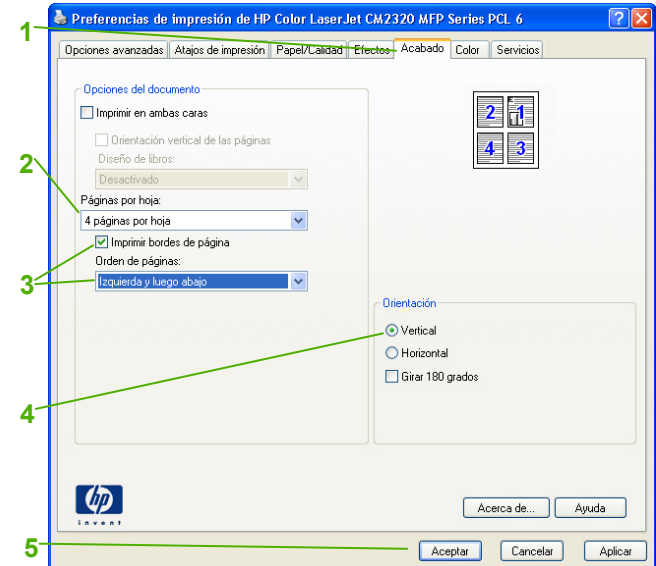 Preferencias de impresión de HP Color LaserJet CM2320 MFP Series PCL 6
1
Opciones avanzadas Atajos de impresión Papel/Calidad Efectos Acabado Color Servicios
Opciones del documento
Imprimir en ambas caras
Orientación vertical de las páginas
Diseño de libros:
Desactivado
2
Páginas por hoja:
4 páginas por hoja
Imprimir bordes de página
Orden de páginas:
3
Izquierda y luego abajo
2 1
4 3
Orientación
Vertical
Horizontal
Girar 180 grados
4
hp
invent
Acerca de... Ayuda
5
Aceptar Cancelar Aplicar